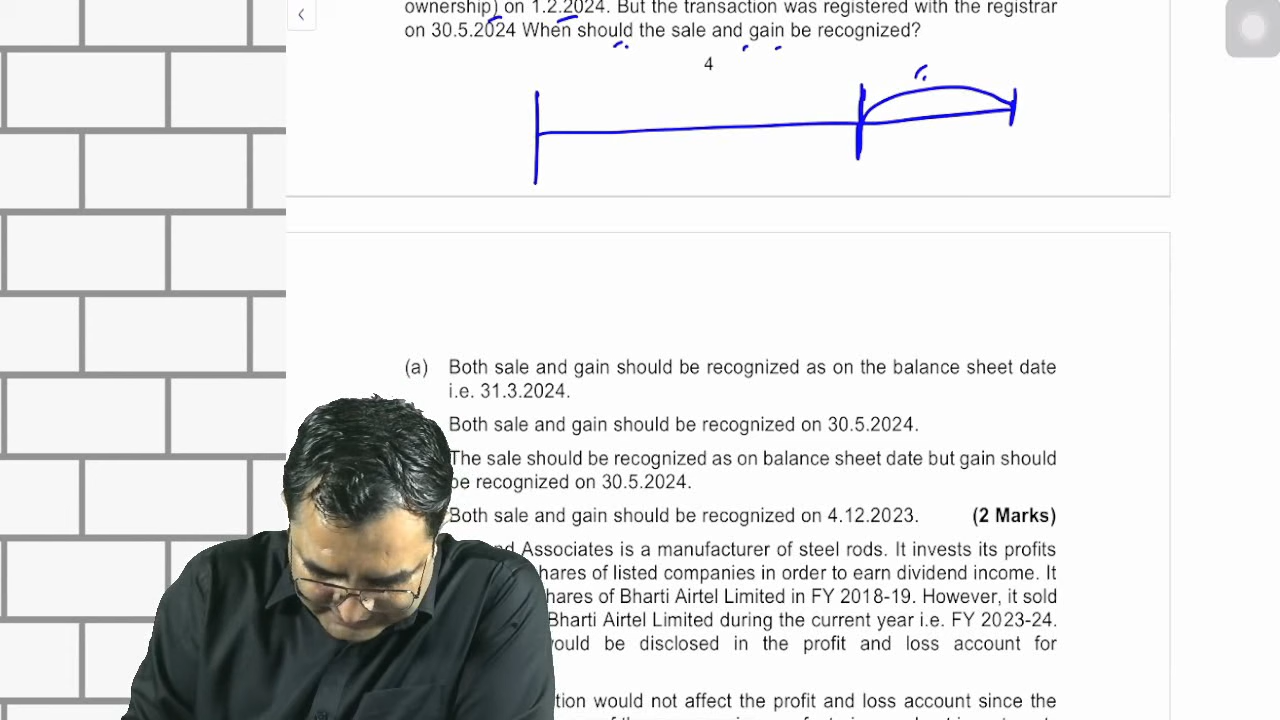 ownership) on 1.2.2024. But the transaction was registered with the registrar
on 30.5.2024 When should the sale and gain be recognized?
4
(a) Both sale and gain should be recognized as on the balance sheet date
i.e. 31.3.2024.
Both sale and gain should be recognized on 30.5.2024.
The sale should be recognized as on balance sheet date but gain should
be recognized on 30.5.2024.
Both sale and gain should be recognized on 4.12.2023. (2 Marks)
Associates is a manufacturer of steel rods. It invests its profits
shares of listed companies in order to earn dividend income. It
shares of Bharti Airtel Limited in FY 2018-19. However, it sold
Bharti Airtel Limited during the current year i.e. FY 2023-24.
would be disclosed in the profit and loss account for
would not affect the profit and loss account since the